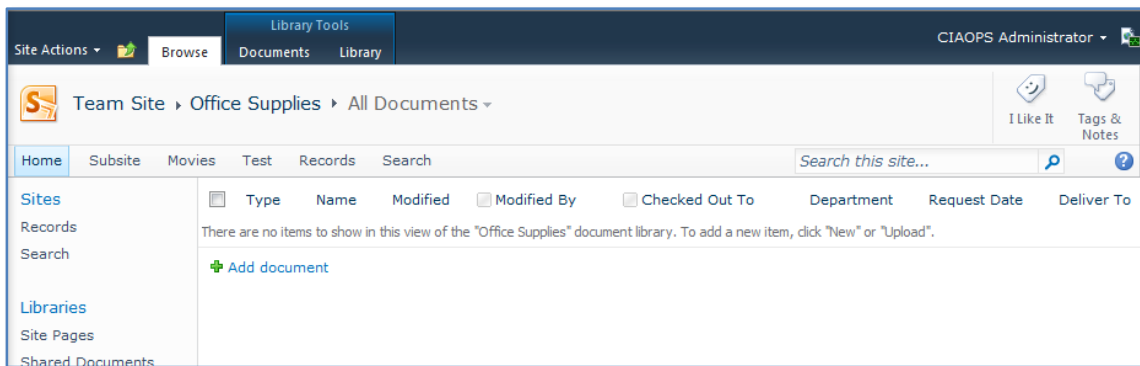 Library Tools
Site Actions Browse Documents Library CIAOPS Administrator
S Team Site Office Supplies All Documents
I Like It Tags & Notes
Home Subsite Movies Test Records Search Search this site... ?
Sites
Type Name Modified Modified By Checked Out To Department Request Date Deliver To
Records
There are no items to show in this view of the "Office Supplies" document library. To add a new item, click "New" or "Upload".
Search
Add document
Libraries
Site Pages
Shared Documents